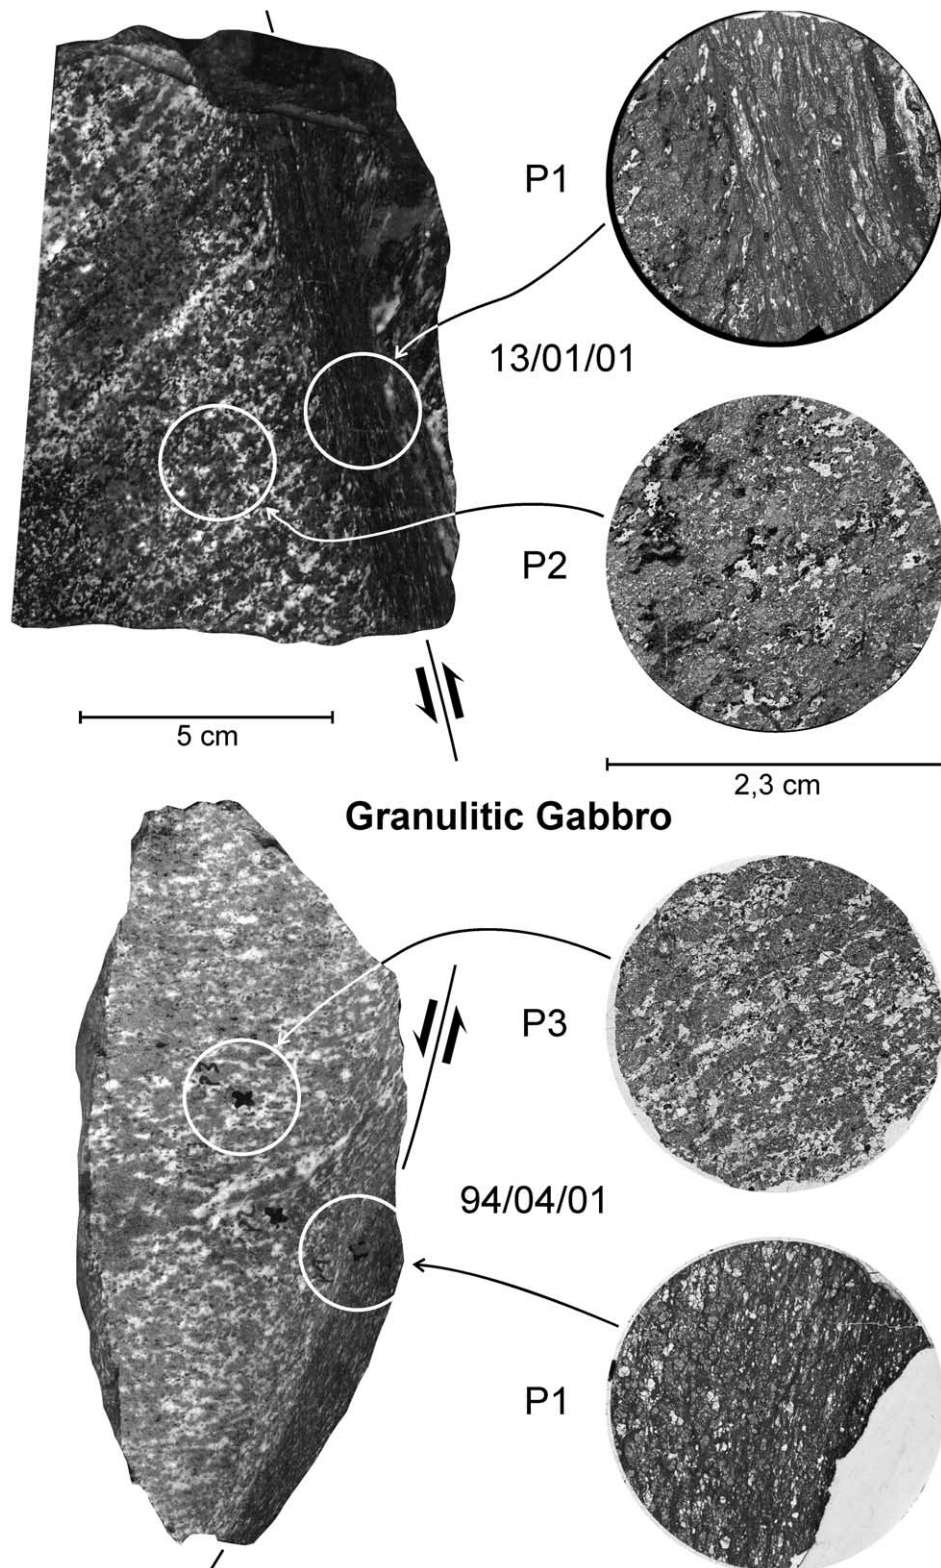 P1
13/01/01
P2
5 cm
2,3 cm
Granulitic Gabbro
P3
94/04/01
P1